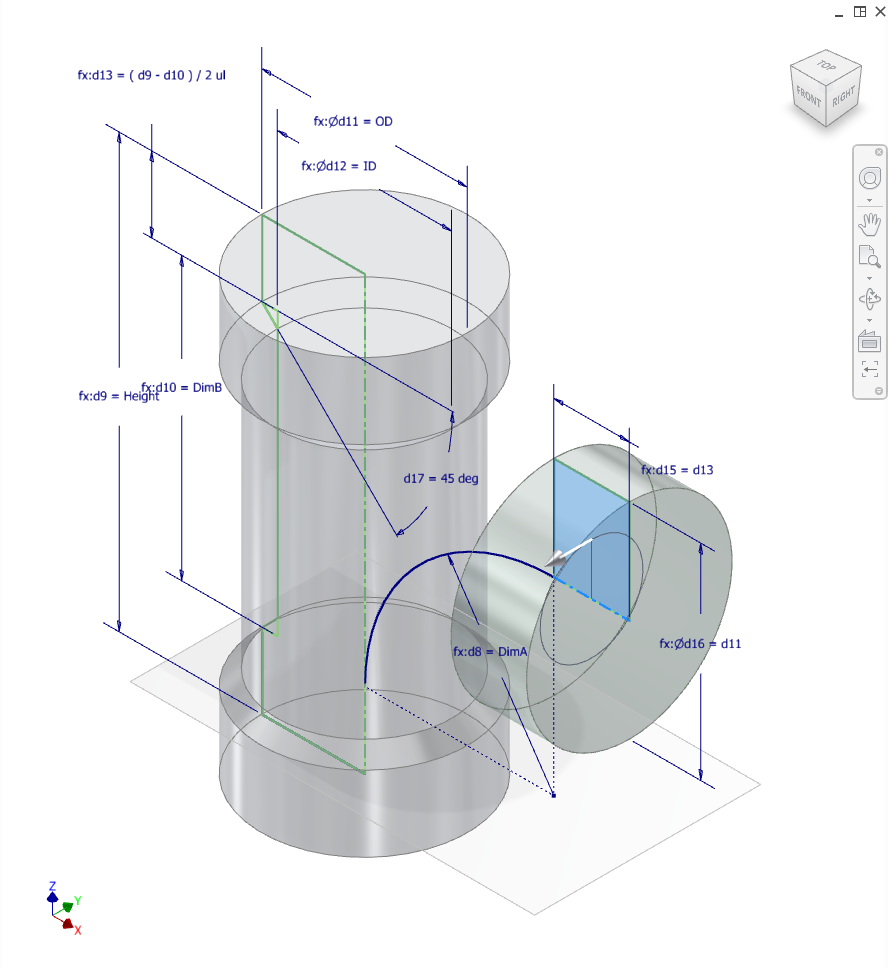 fx:d13 = ( d9 - d10 ) / 2 ul
fx:Ød11 = OD
fx:Ød12 = ID
TOP
FRONT
RIGHT
fx:d9 = Height
fx:d10 = DimB
d17 = 45 deg
fx:d15 = d13
fx:d8 = DimA
fx:Ød16 = d11
Z
Y
X